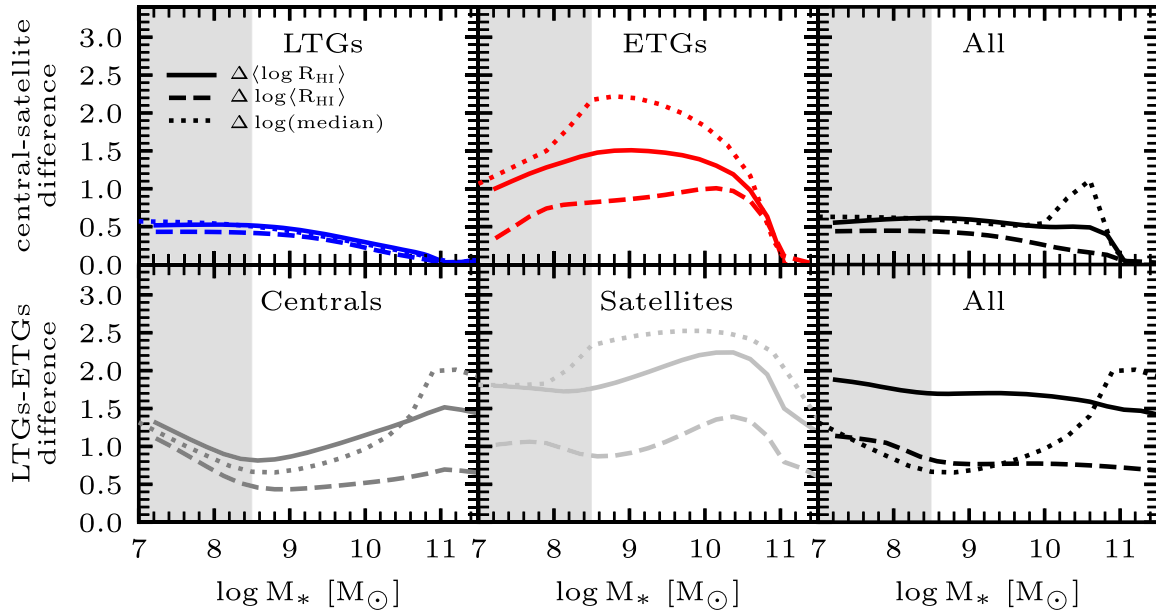 LTGs
ETGs
All
Δ⟨log R_HI⟩
Δ log⟨R_HI⟩
Δ log(median)
central-satellite
difference
3.0
2.5
2.0
1.5
1.0
0.5
0.0
Centrals
Satellites
All
LTGs-ETGs
difference
3.0
2.5
2.0
1.5
1.0
0.5
0.0
7 8 9 10 11
7 8 9 10 11
7 8 9 10 11
log M_* [M_⊙]
log M_* [M_⊙]
log M_* [M_⊙]